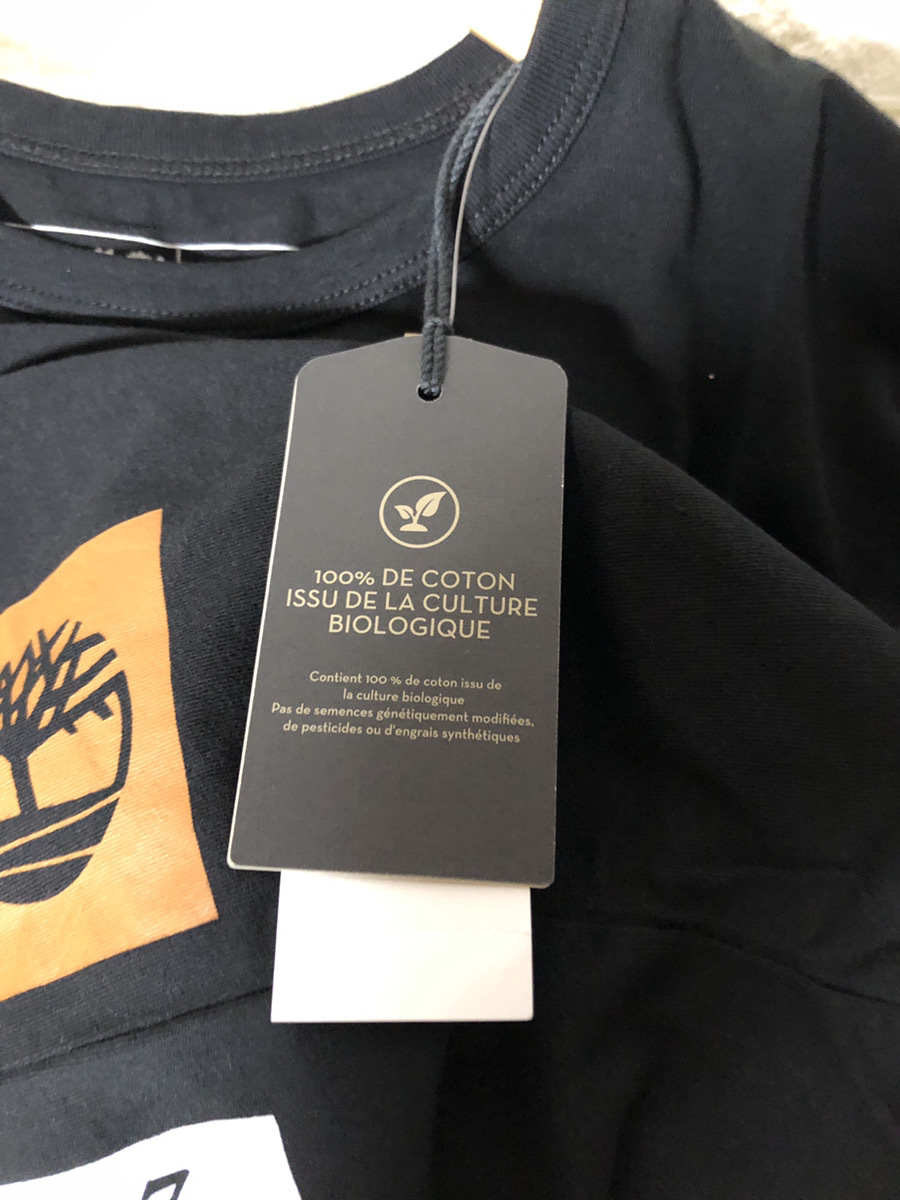 100% DE COTON
ISSU DE LA CULTURE
BIOLOGIQUE
Contient 100 % de coton issu de
la culture biologique
Pas de semences génétiquement modifiées,
de pesticides ou d'engrais synthétiques